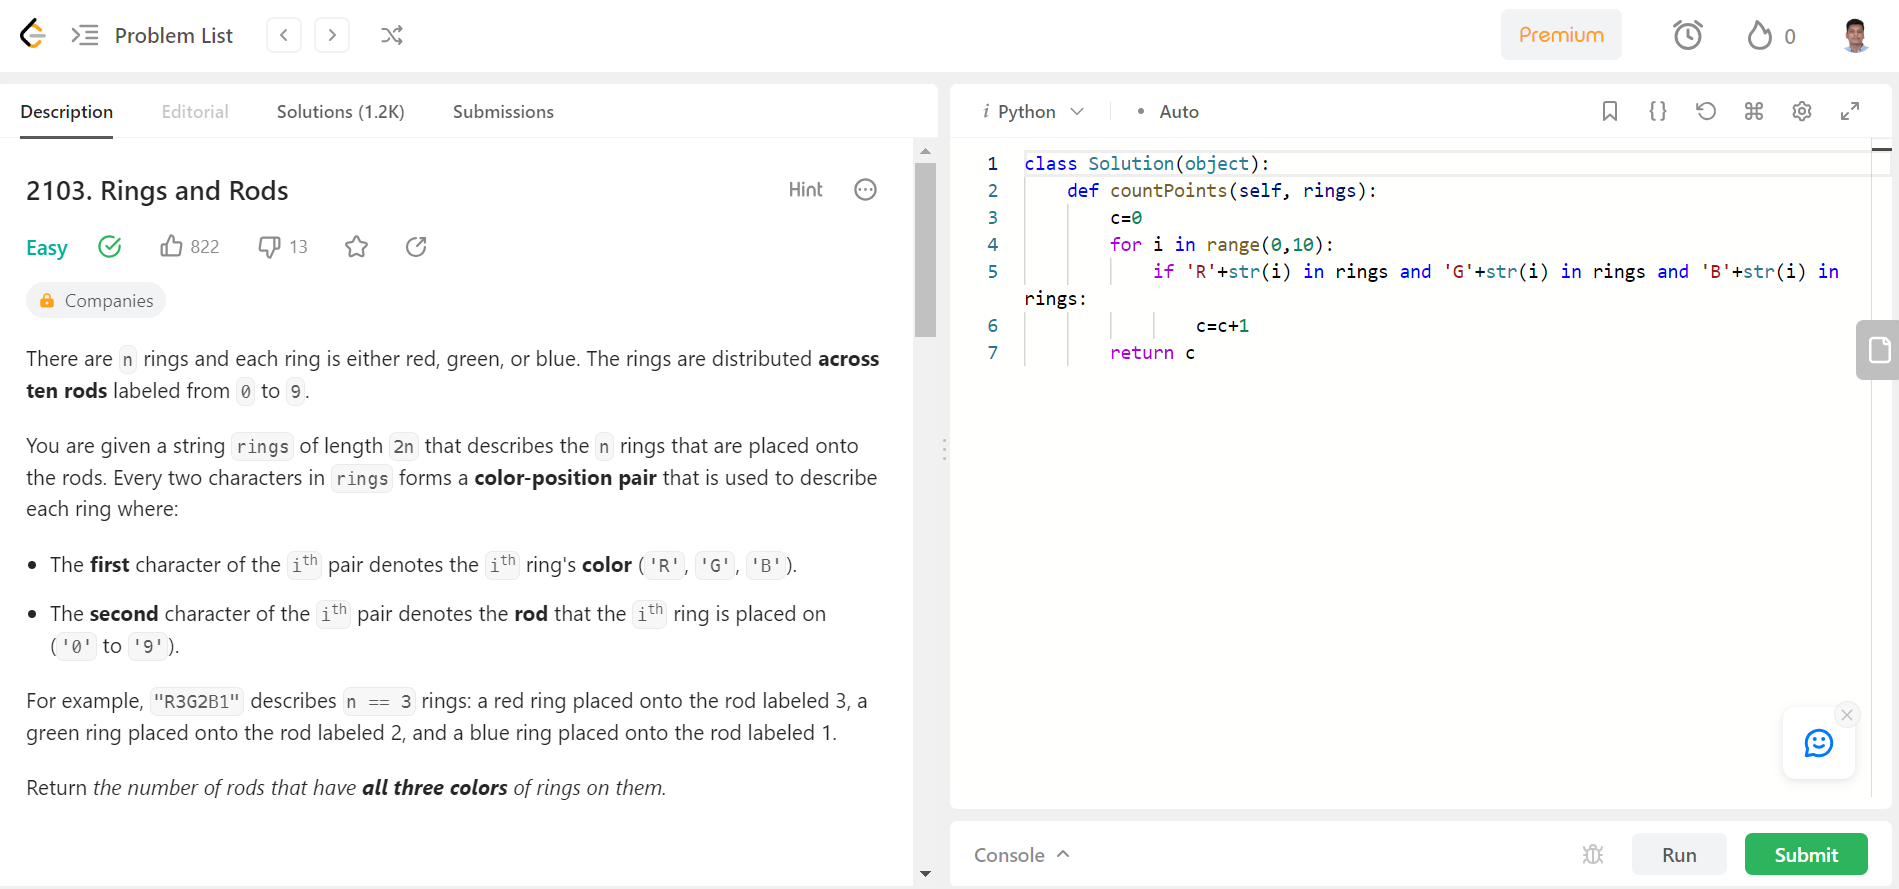 Problem List
Premium
0
Description Editorial Solutions (1.2K) Submissions
2103. Rings and Rods
Hint
Easy 822 13
Companies
There are n rings and each ring is either red, green, or blue. The rings are distributed across
ten rods labeled from 0 to 9.
You are given a string rings of length 2n that describes the n rings that are placed onto
the rods. Every two characters in rings forms a color-position pair that is used to describe
each ring where:
• The first character of the ith pair denotes the ith ring's color ('R', 'G', 'B').
• The second character of the ith pair denotes the rod that the ith ring is placed on
('0' to '9').
For example, "R3G2B1" describes n == 3 rings: a red ring placed onto the rod labeled 3, a
green ring placed onto the rod labeled 2, and a blue ring placed onto the rod labeled 1.
Return the number of rods that have all three colors of rings on them.
i Python • Auto
{}
1 class Solution(object):
2 def countPoints(self, rings):
3 c=0
4 for i in range(0,10):
5 if 'R'+str(i) in rings and 'G'+str(i) in rings and 'B'+str(i) in
rings:
6 c=c+1
7 return c
Console
Run
Submit